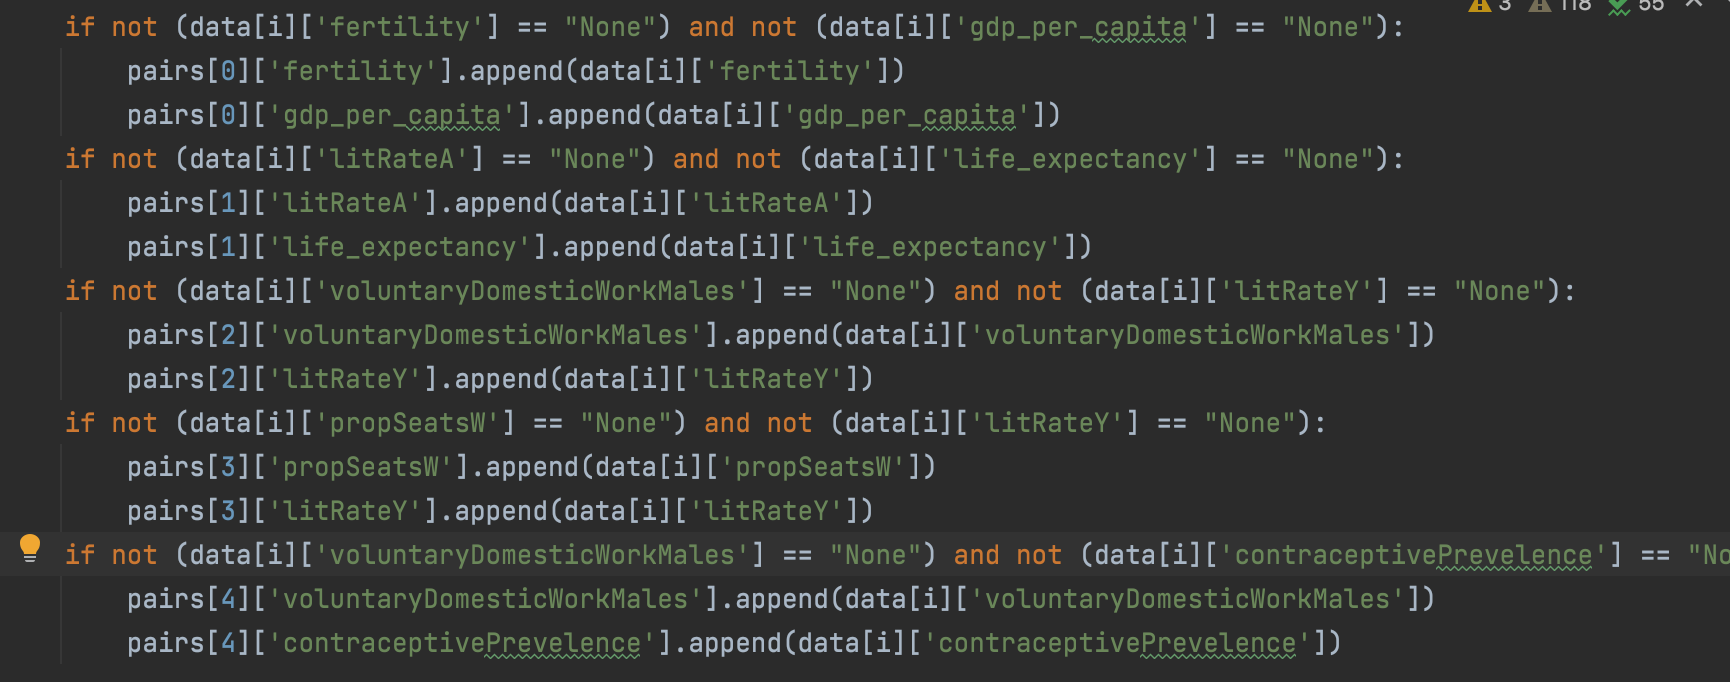 3 118 55
if not (data[i]['fertility'] == "None") and not (data[i]['gdp_per_capita'] == "None"):
pairs[0]['fertility'].append(data[i]['fertility'])
pairs[0]['gdp_per_capita'].append(data[i]['gdp_per_capita'])
if not (data[i]['litRateA'] == "None") and not (data[i]['life_expectancy'] == "None"):
pairs[1]['litRateA'].append(data[i]['litRateA'])
pairs[1]['life_expectancy'].append(data[i]['life_expectancy'])
if not (data[i]['voluntaryDomesticWorkMales'] == "None") and not (data[i]['litRateY'] == "None"):
pairs[2]['voluntaryDomesticWorkMales'].append(data[i]['voluntaryDomesticWorkMales'])
pairs[2]['litRateY'].append(data[i]['litRateY'])
if not (data[i]['propSeatsW'] == "None") and not (data[i]['litRateY'] == "None"):
pairs[3]['propSeatsW'].append(data[i]['propSeatsW'])
pairs[3]['litRateY'].append(data[i]['litRateY'])
if not (data[i]['voluntaryDomesticWorkMales'] == "None") and not (data[i]['contraceptivePrevelence'] == "No
pairs[4]['voluntaryDomesticWorkMales'].append(data[i]['voluntaryDomesticWorkMales'])
pairs[4]['contraceptivePrevelence'].append(data[i]['contraceptivePrevelence'])